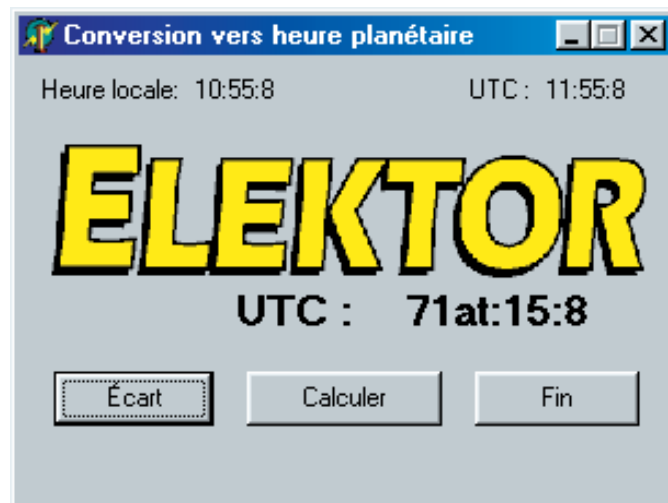 Conversion vers heure planétaire
Heure locale: 10:55:8 UTC : 11:55:8
ELEKTOR
UTC : 71at:15:8
Écart Calculer Fin